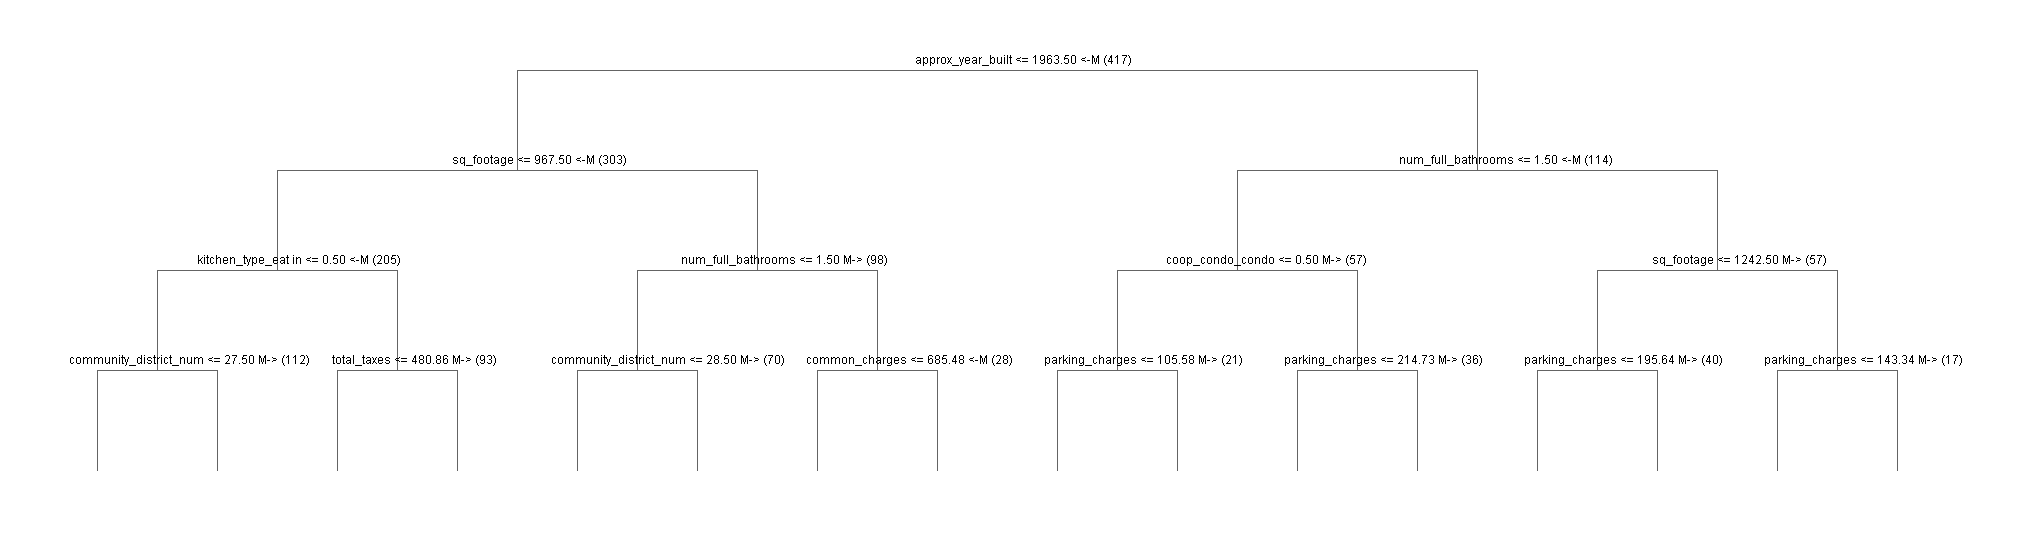 approx_year_built <= 1963.50 <-M (417)
sq_footage <= 967.50 <-M (303)
num_full_bathrooms <= 1.50 <-M (114)
kitchen_type_eat in <= 0.50 <-M (205)
num_full_bathrooms <= 1.50 M-> (98)
coop_condo_condo <= 0.50 M-> (57)
sq_footage <= 1242.50 M-> (57)
community_district_num <= 27.50 M-> (112)
total_taxes <= 480.86 M-> (93)
community_district_num <= 28.50 M-> (70)
common_charges <= 685.48 <-M (28)
parking_charges <= 105.58 M-> (21)
parking_charges <= 214.73 M-> (36)
parking_charges <= 195.64 M-> (40)
parking_charges <= 143.34 M-> (17)